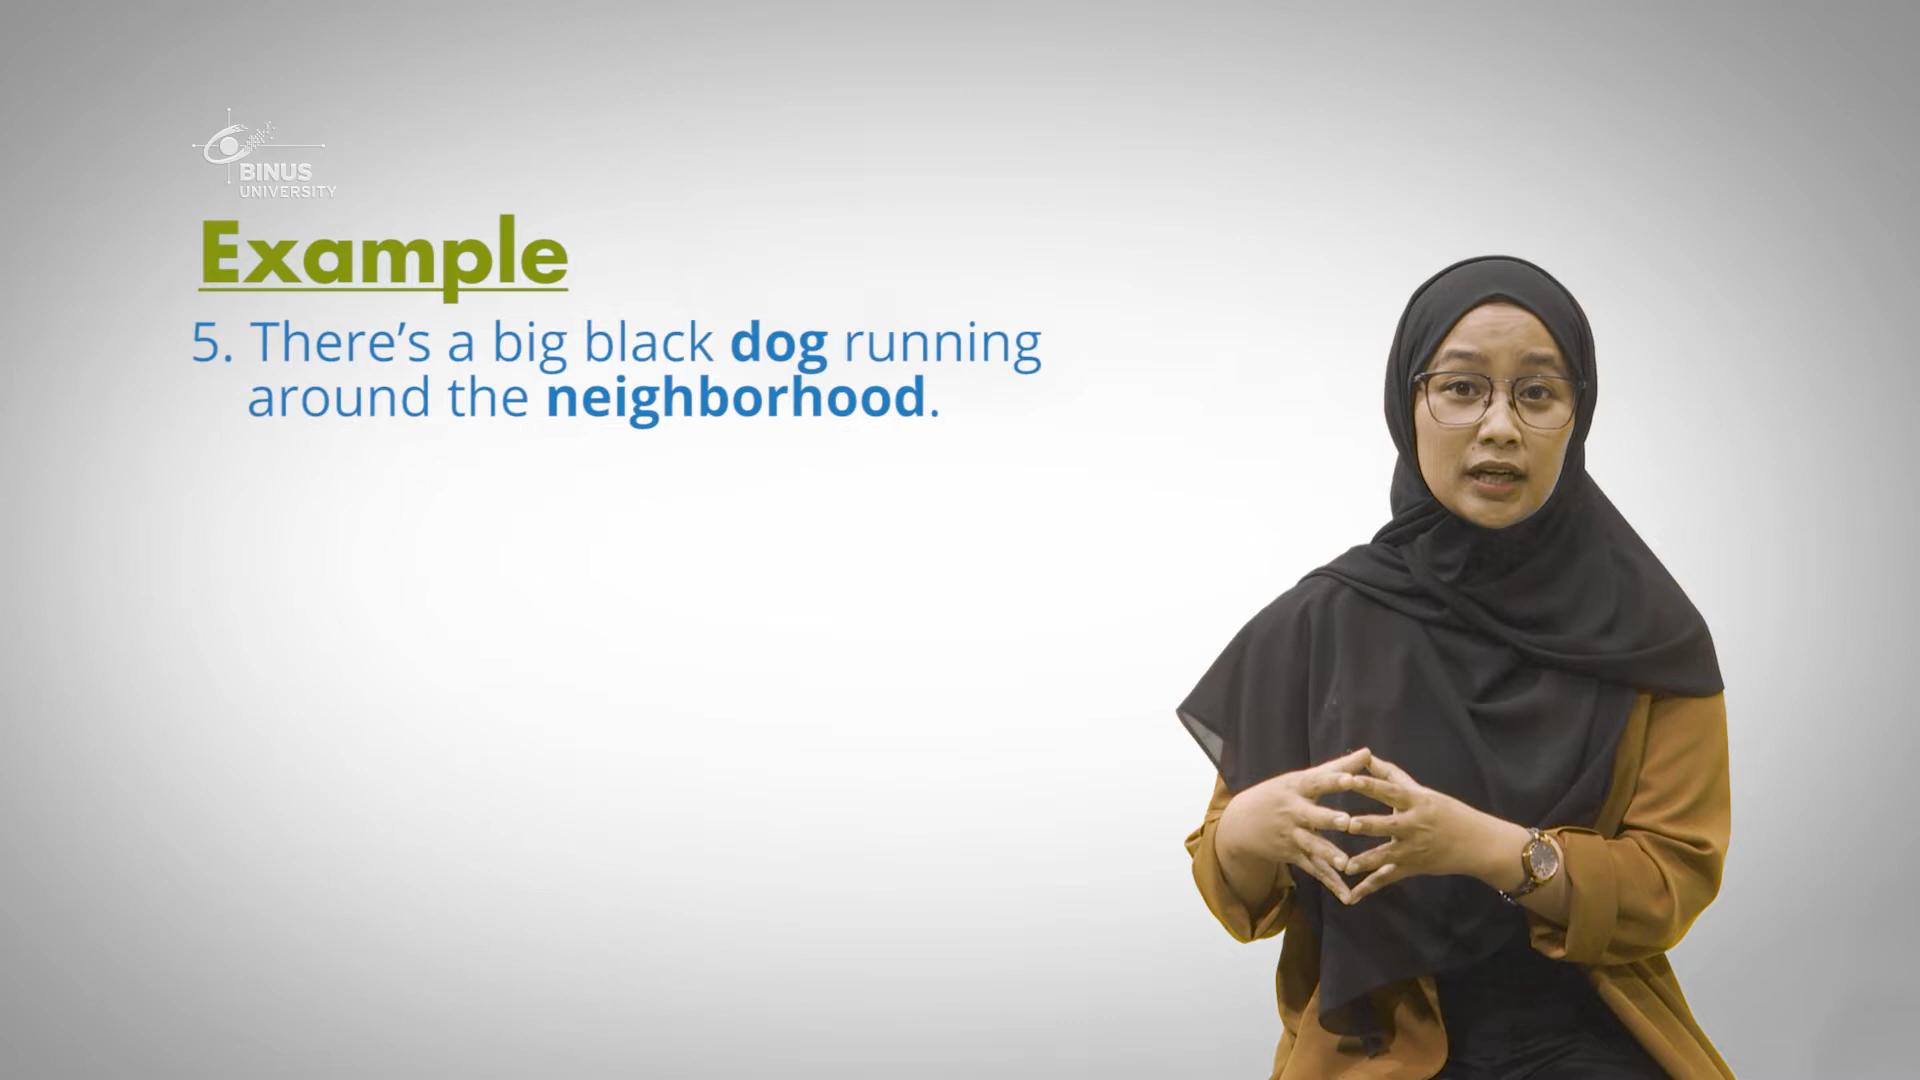 BINUS
UNIVERSITY
Example
5. There’s a big black dog running
around the neighborhood.